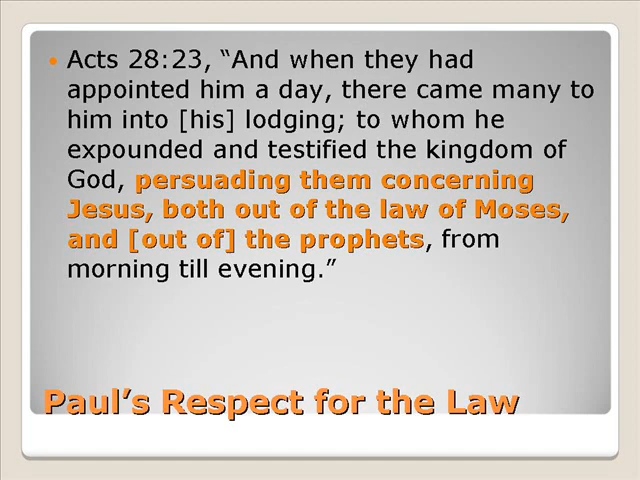 • Acts 28:23, “And when they had
appointed him a day, there came many to
him into [his] lodging; to whom he
expounded and testified the kingdom of
God, persuading them concerning
Jesus, both out of the law of Moses,
and [out of] the prophets, from
morning till evening.”
Paul’s Respect for the Law